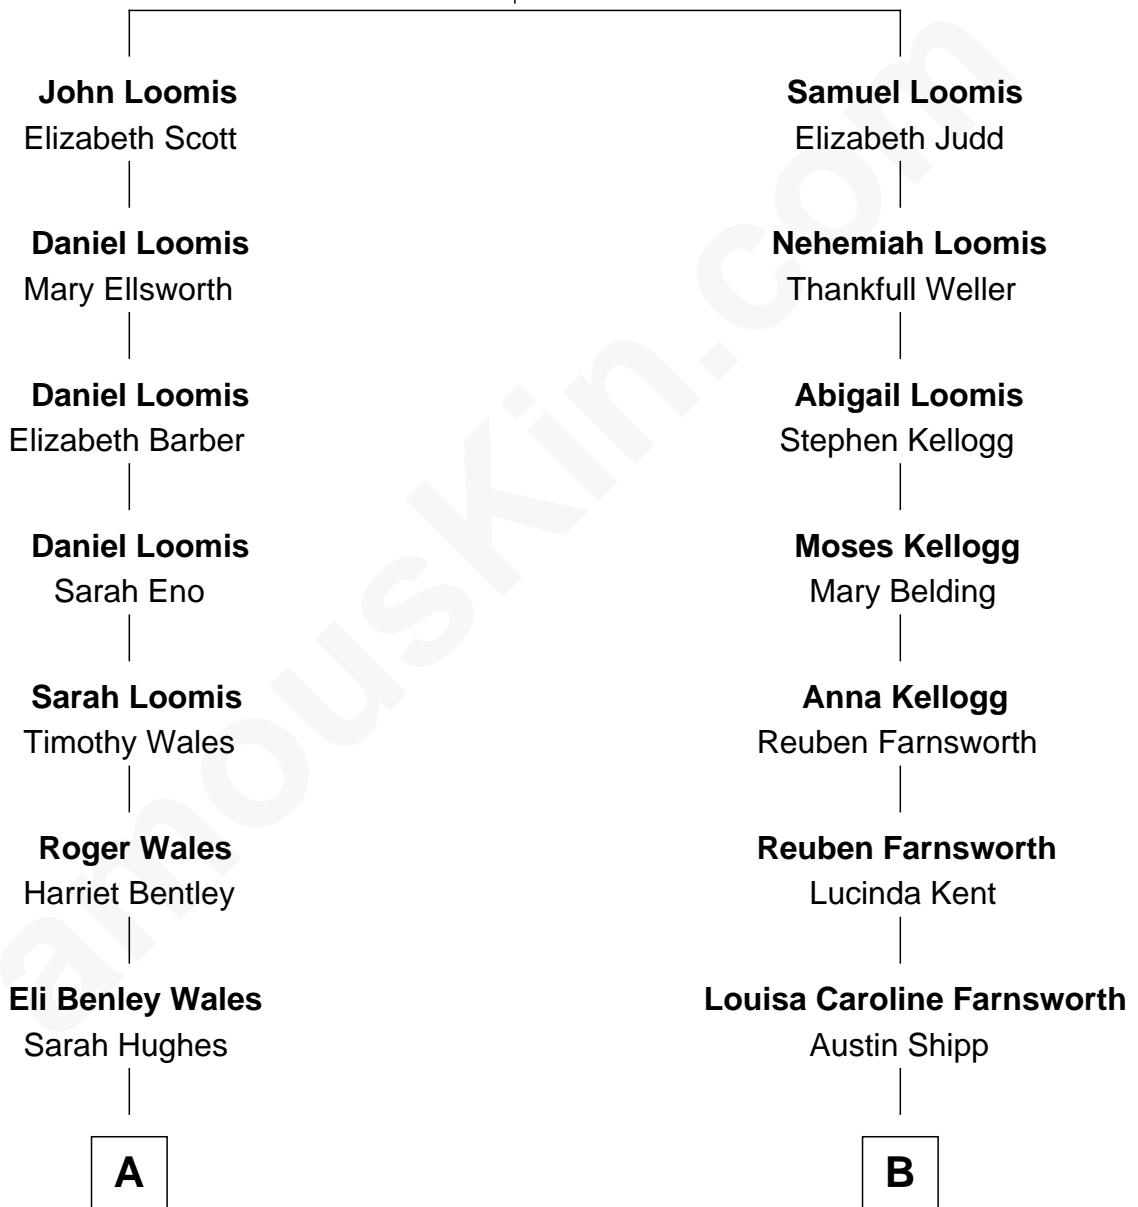 John Loomis
Elizabeth Scott
Daniel Loomis
Mary Ellsworth
Daniel Loomis
Elizabeth Barber
Daniel Loomis
Sarah Eno
Sarah Loomis
Timothy Wales
Roger Wales
Harriet Bentley
Eli Benley Wales
Sarah Hughes
A
Samuel Loomis
Elizabeth Judd
Nehemiah Loomis
Thankfull Weller
Abigail Loomis
Stephen Kellogg
Moses Kellogg
Mary Belding
Anna Kellogg
Reuben Farnsworth
Reuben Farnsworth
Lucinda Kent
Louisa Caroline Farnsworth
Austin Shipp
B
amouskin.com